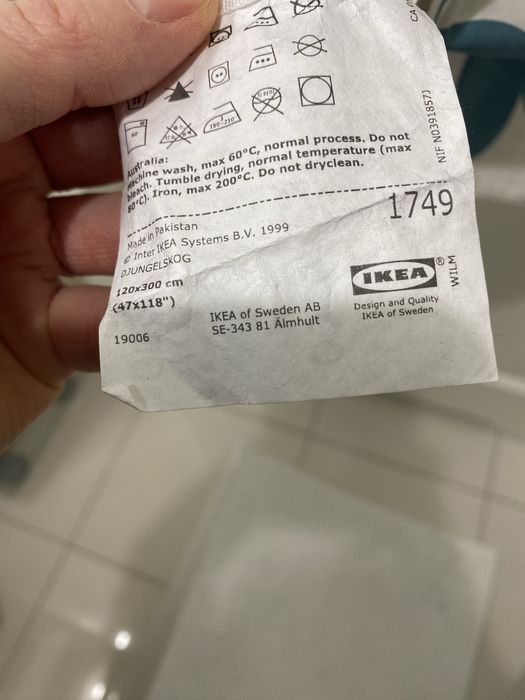 Australia:
Machine wash, max 60°C, normal process. Do not
bleach. Tumble drying, normal temperature (max
80°C). Iron, max 200°C. Do not dryclean.
Made in Pakistan
© Inter IKEA Systems B.V. 1999
DJUNGELSKOG
120x300 cm
(47x118")
19006
IKEA of Sweden AB
SE-343 81 Älmhult
1749
IKEA®
Design and Quality
IKEA of Sweden
WILM
NIF N0391857J